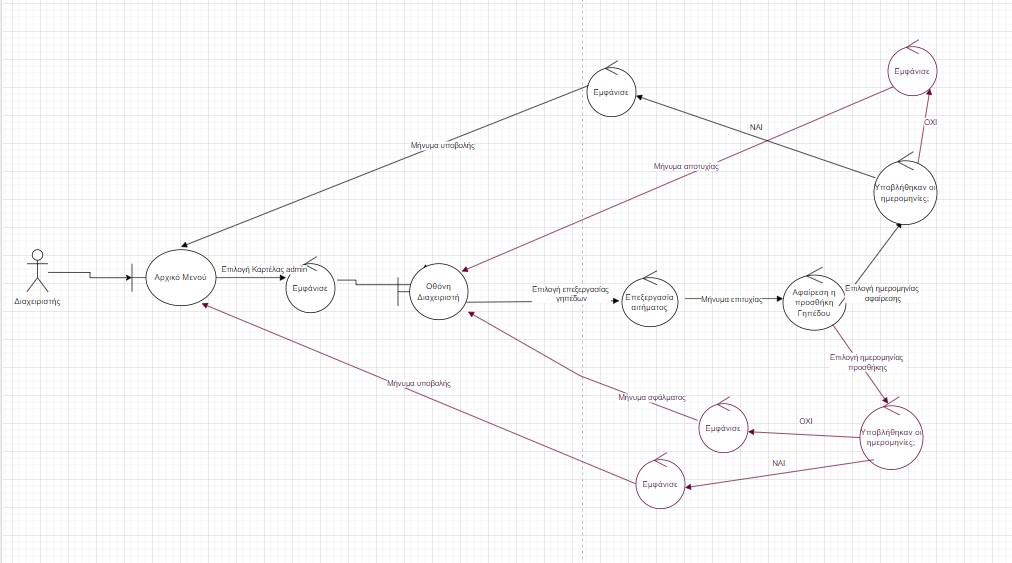 Εμφάνισε
Εμφάνισε
ΟΧΙ
ΝΑΙ
Μήνυμα υποβολής
Μήνυμα αποτυχίας
Υποβλήθηκαν οι
ημερομηνίες;
Διαχειριστής
Αρχικό Μενού
Επιλογή Καρτέλας admin
Εμφάνισε
Οθόνη
Διαχειριστή
Επιλογή επεξεργασίας
γηπέδων
Επεξεργασία
αιτήματος
Μήνυμα επιτυχίας
Αφαίρεση η
προσθήκη
Γηπέδου
Επιλογή ημερομηνίας
αφαίρεσης
Επιλογή ημερομηνίας
προσθήκης
Μήνυμα υποβολής
Μήνυμα σφάλματος
Εμφάνισε
ΟΧΙ
Υποβλήθηκαν οι
ημερομηνίες;
ΝΑΙ
Εμφάνισε